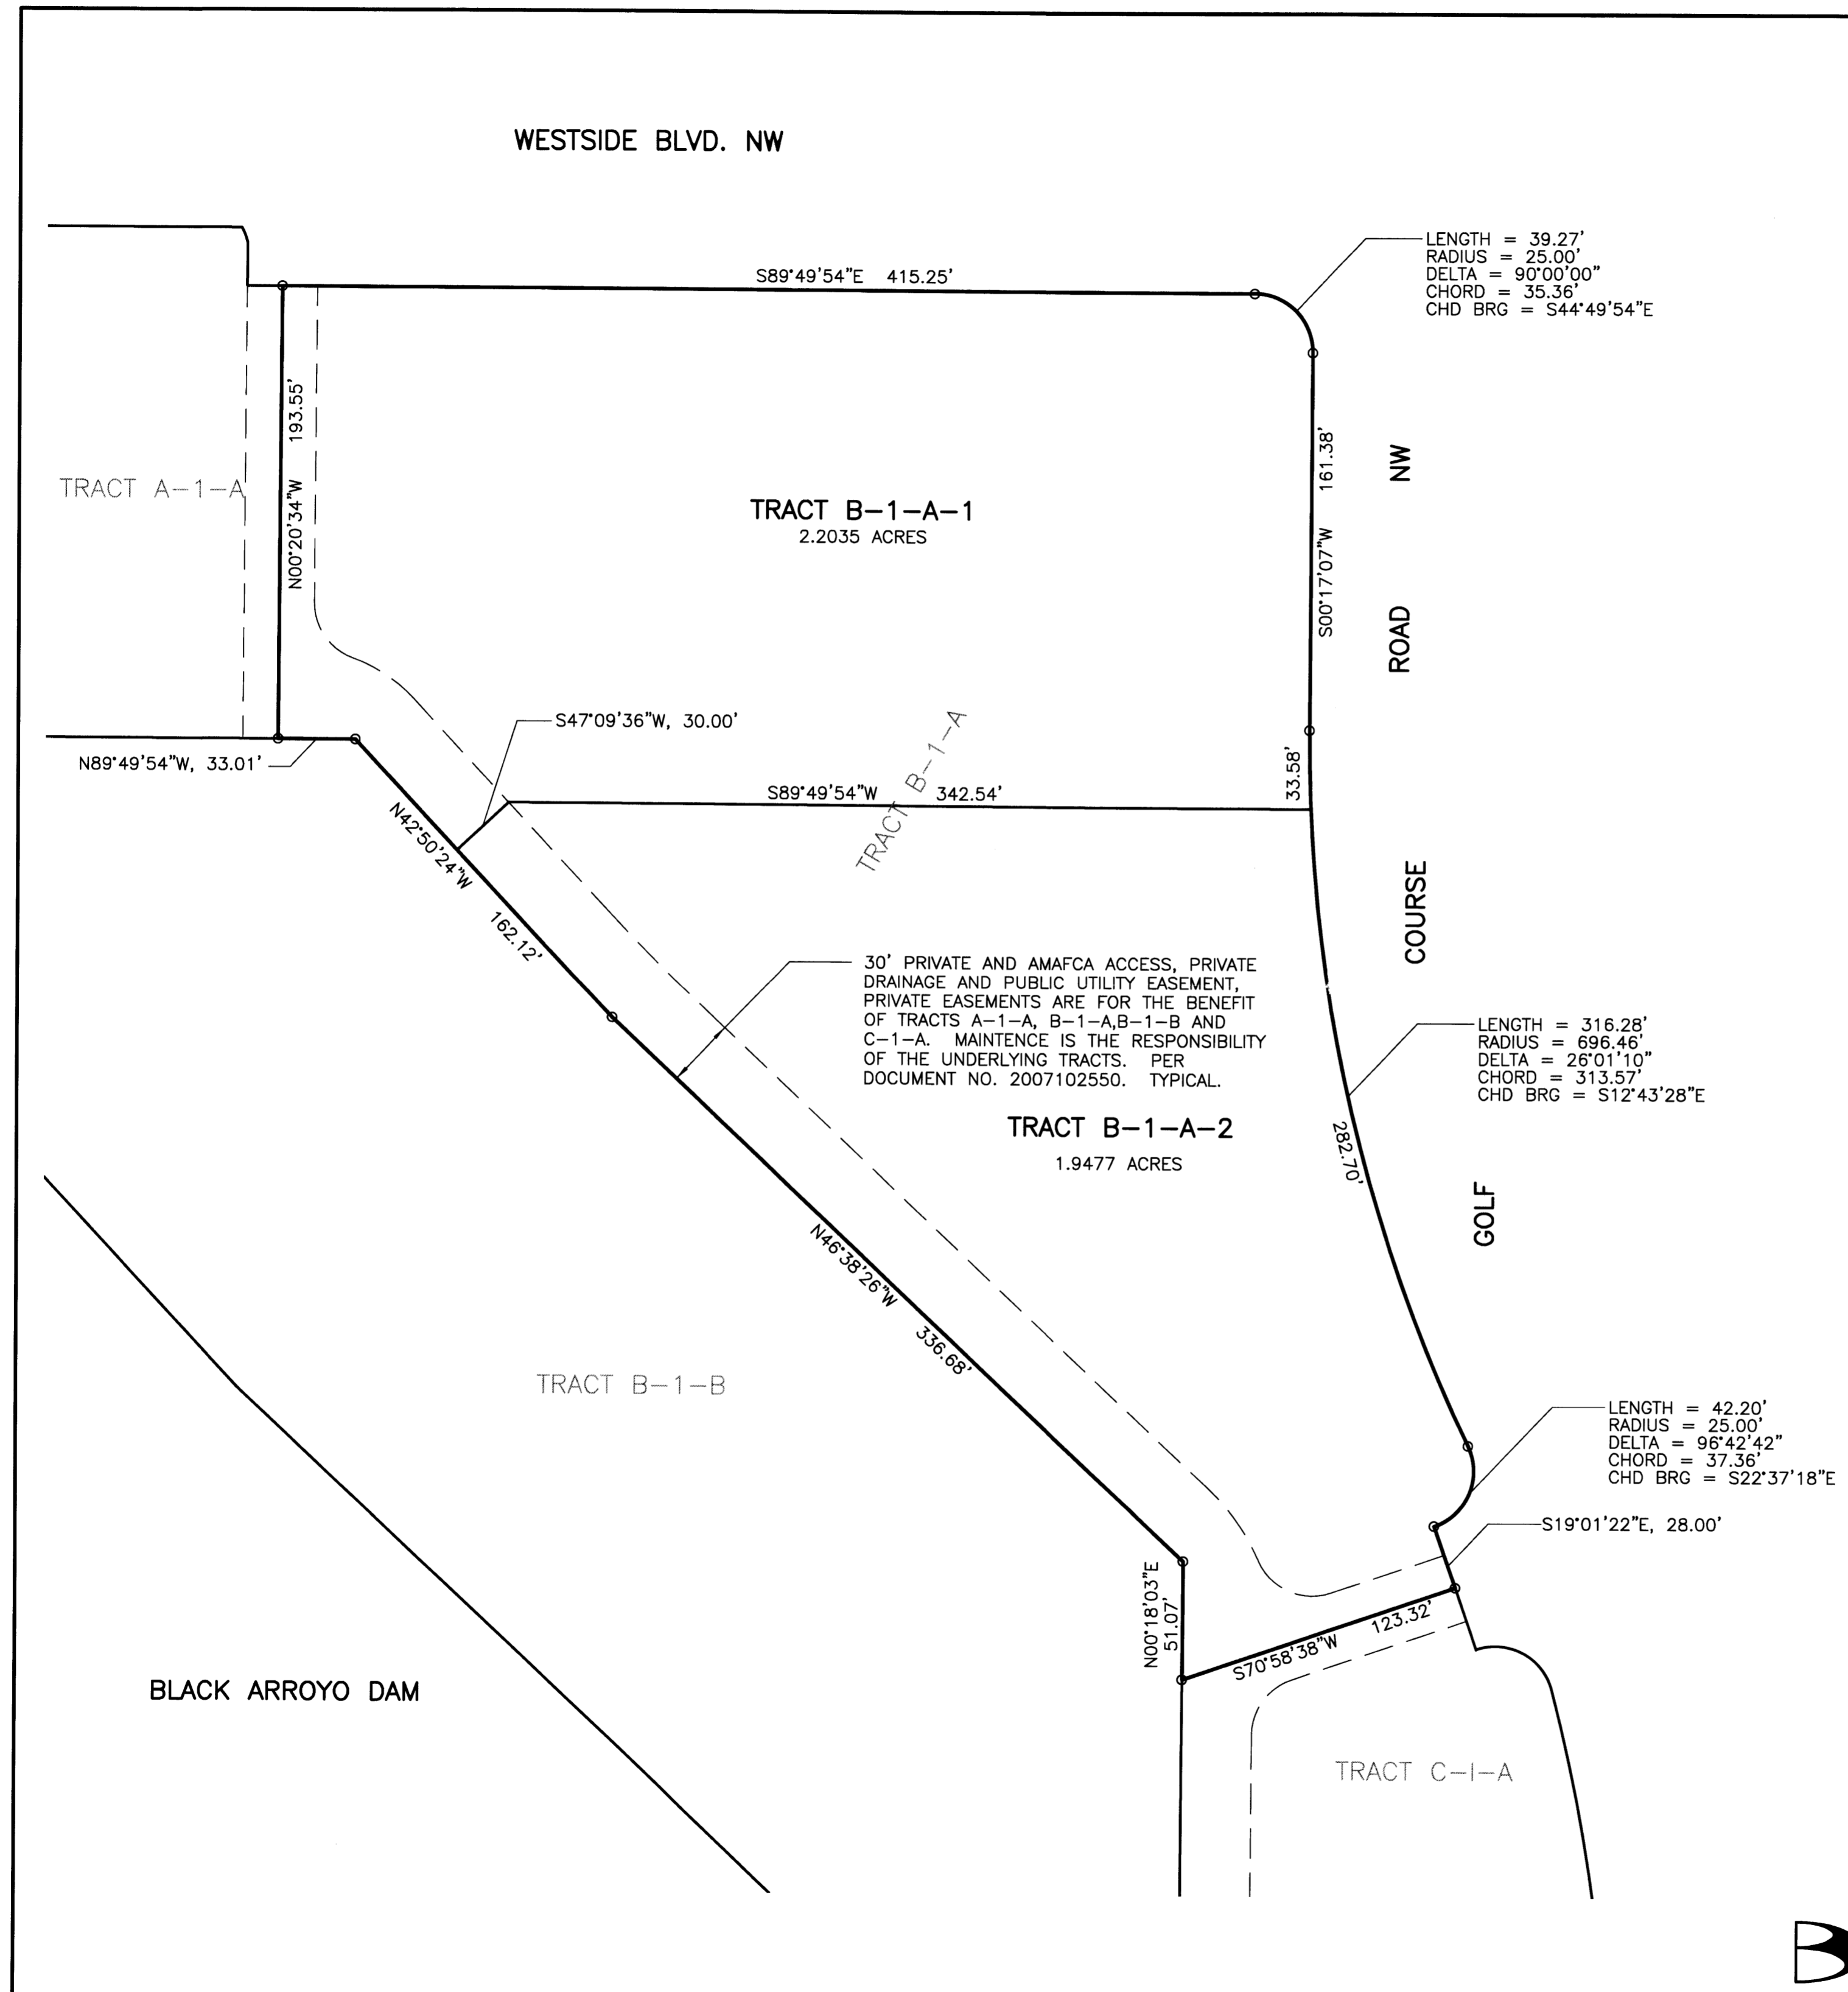 WESTSIDE BLVD. NW
LENGTH = 39.27'
RADIUS = 25.00'
DELTA = 90°00'00"
CHORD = 35.36'
CHD BRG = S44°49'54"E
S89°49'54"E 415.25'
N00°20'34"W 193.55'
TRACT A-1-A
TRACT B-1-A-1
2.2035 ACRES
S00°17'07"W 161.38'
NW
ROAD
COURSE
GOLF
S47°09'36"W, 30.00'
N89°49'54"W, 33.01'
TRACT B-1-A
33.58'
S89°49'54"W 342.54'
N42°50'24"W 162.12'
30' PRIVATE AND AMAFCA ACCESS, PRIVATE
DRAINAGE AND PUBLIC UTILITY EASEMENT,
PRIVATE EASEMENTS ARE FOR THE BENEFIT
OF TRACTS A-1-A, B-1-A,B-1-B AND
C-1-A. MAINTENCE IS THE RESPONSIBILITY
OF THE UNDERLYING TRACTS. PER
DOCUMENT NO. 2007102550. TYPICAL.
LENGTH = 316.28'
RADIUS = 696.46'
DELTA = 26°01'10"
CHORD = 313.57'
CHD BRG = S12°43'28"E
TRACT B-1-A-2
1.9477 ACRES
282.70'
N46°38'26"W 336.68'
TRACT B-1-B
LENGTH = 42.20'
RADIUS = 25.00'
DELTA = 96°42'42"
CHORD = 37.36'
CHD BRG = S22°37'18"E
S19°01'22"E, 28.00'
N00°18'03"E
51.07'
S70°58'38"W 123.32'
BLACK ARROYO DAM
TRACT C-I-A